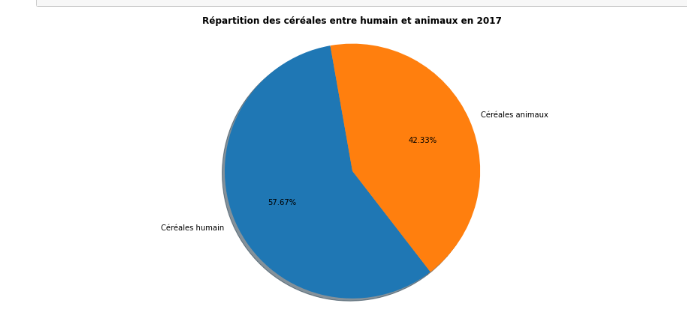 Répartition des céréales entre humain et animaux en 2017
Céréales animaux
42.33%
57.67%
Céréales humain